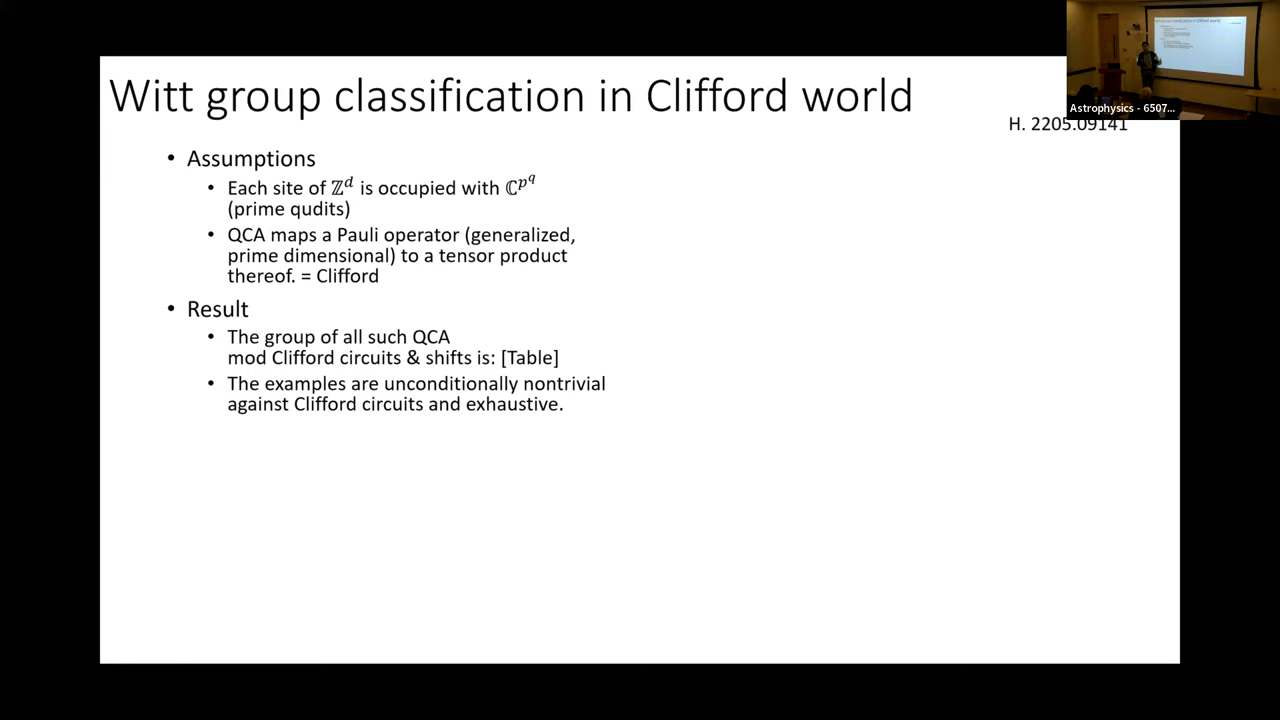 Witt group classification in Clifford world
H. 2205.09141
Astrophysics - 6507...
• Assumptions
• Each site of ℤ^d is occupied with ℂ^{p^q}
(prime qudits)
• QCA maps a Pauli operator (generalized,
prime dimensional) to a tensor product
thereof. = Clifford
• Result
• The group of all such QCA
mod Clifford circuits & shifts is: [Table]
• The examples are unconditionally nontrivial
against Clifford circuits and exhaustive.